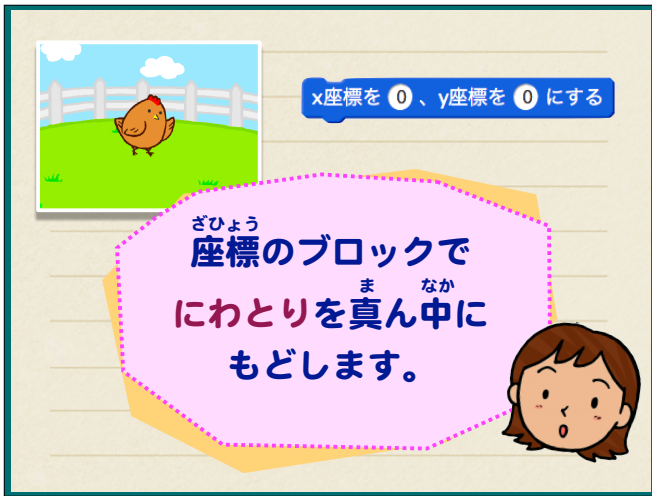 x座標を 0 、y座標を 0 にする
ざひょう
座標のブロックで
ま なか
にわとりを真ん中に
もどします。